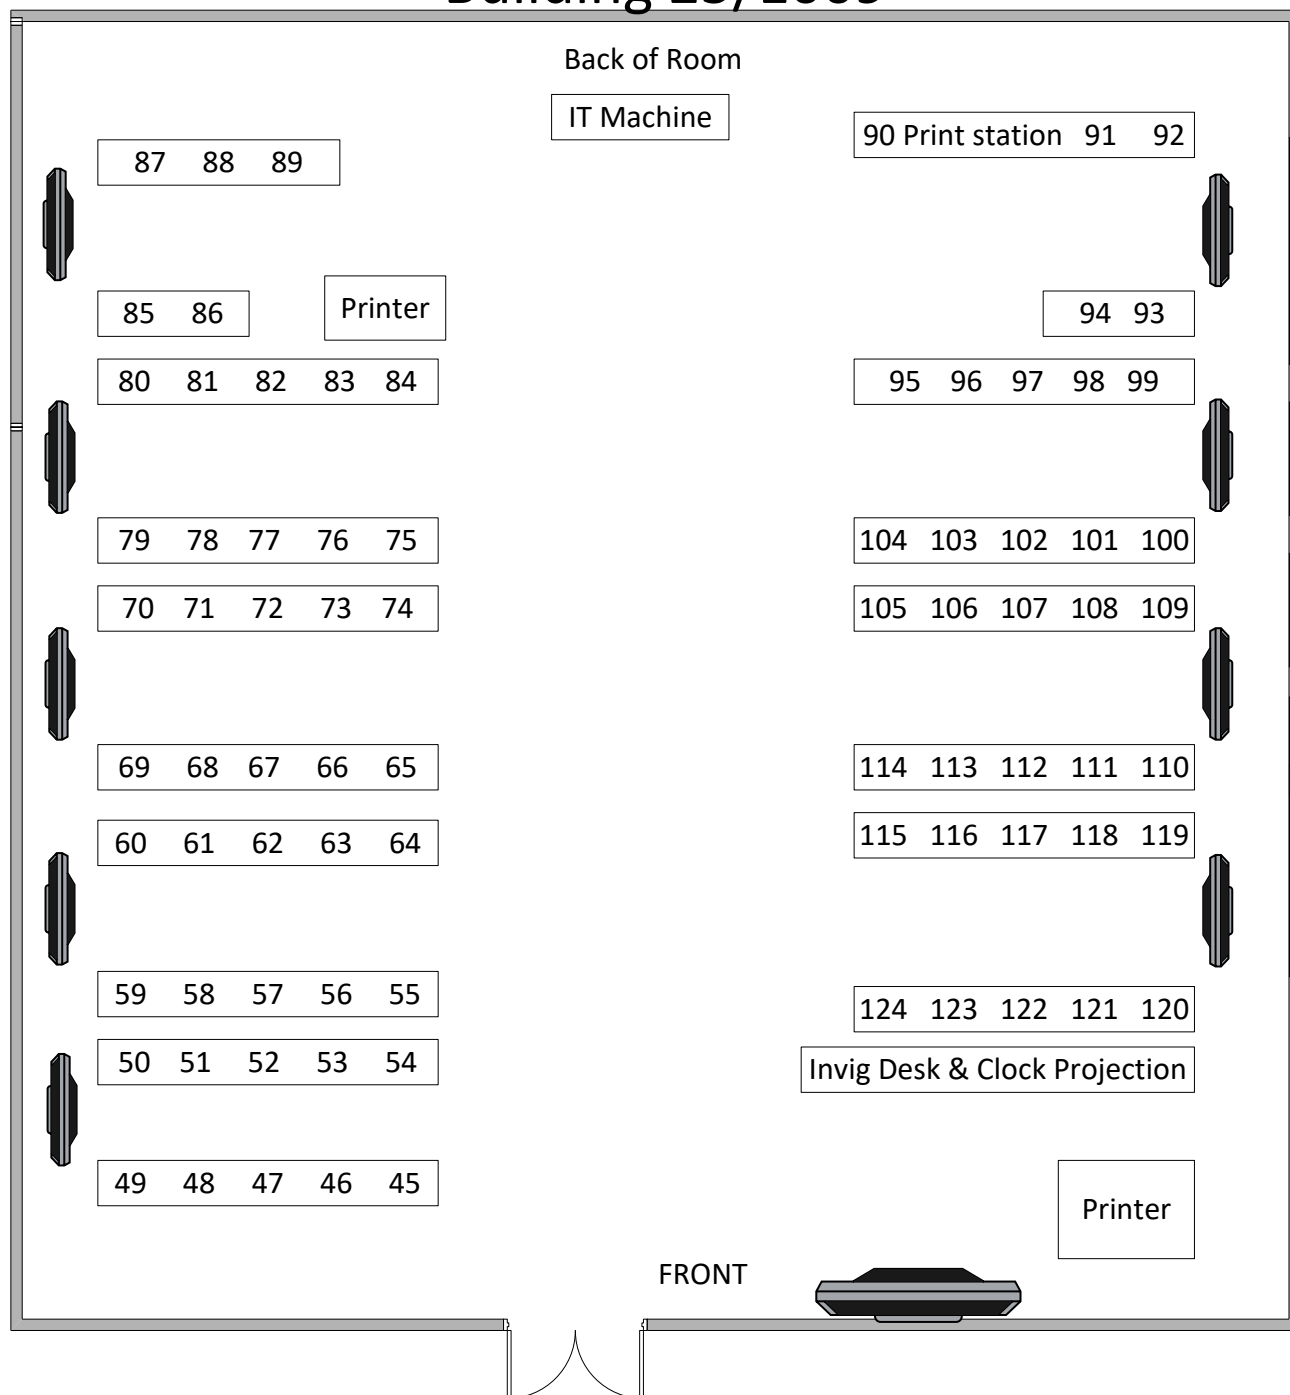 Back of Room
IT Machine
90 Print station 91 92
87 88 89
85 86
Printer
94 93
80 81 82 83 84
95 96 97 98 99
79 78 77 76 75
104 103 102 101 100
70 71 72 73 74
105 106 107 108 109
69 68 67 66 65
114 113 112 111 110
60 61 62 63 64
115 116 117 118 119
59 58 57 56 55
124 123 122 121 120
50 51 52 53 54
Invig Desk & Clock Projection
49 48 47 46 45
Printer
FRONT